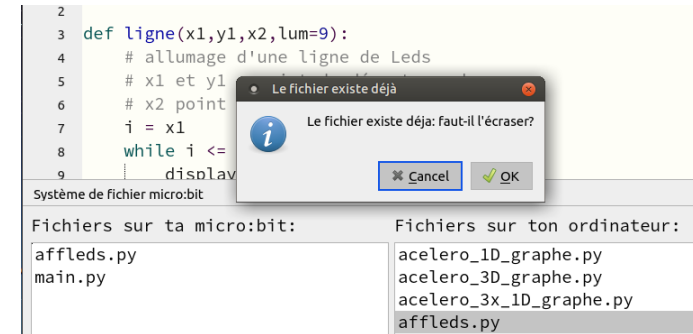 2
3 def ligne(x1,y1,x2,lum=9):
4 # allumage d'une ligne de Leds
5 # x1 et y1
6 # x2 point
7 i = x1
8 while i <=
9 display
Le fichier existe déjà
Le fichier existe déja: faut-il l'écraser?
Cancel OK
Système de fichier micro:bit
Fichiers sur ta micro:bit: Fichiers sur ton ordinateur:
affleds.py acelero_1D_graphe.py
main.py acelero_3D_graphe.py
acelero_3x_1D_graphe.py
affleds.py